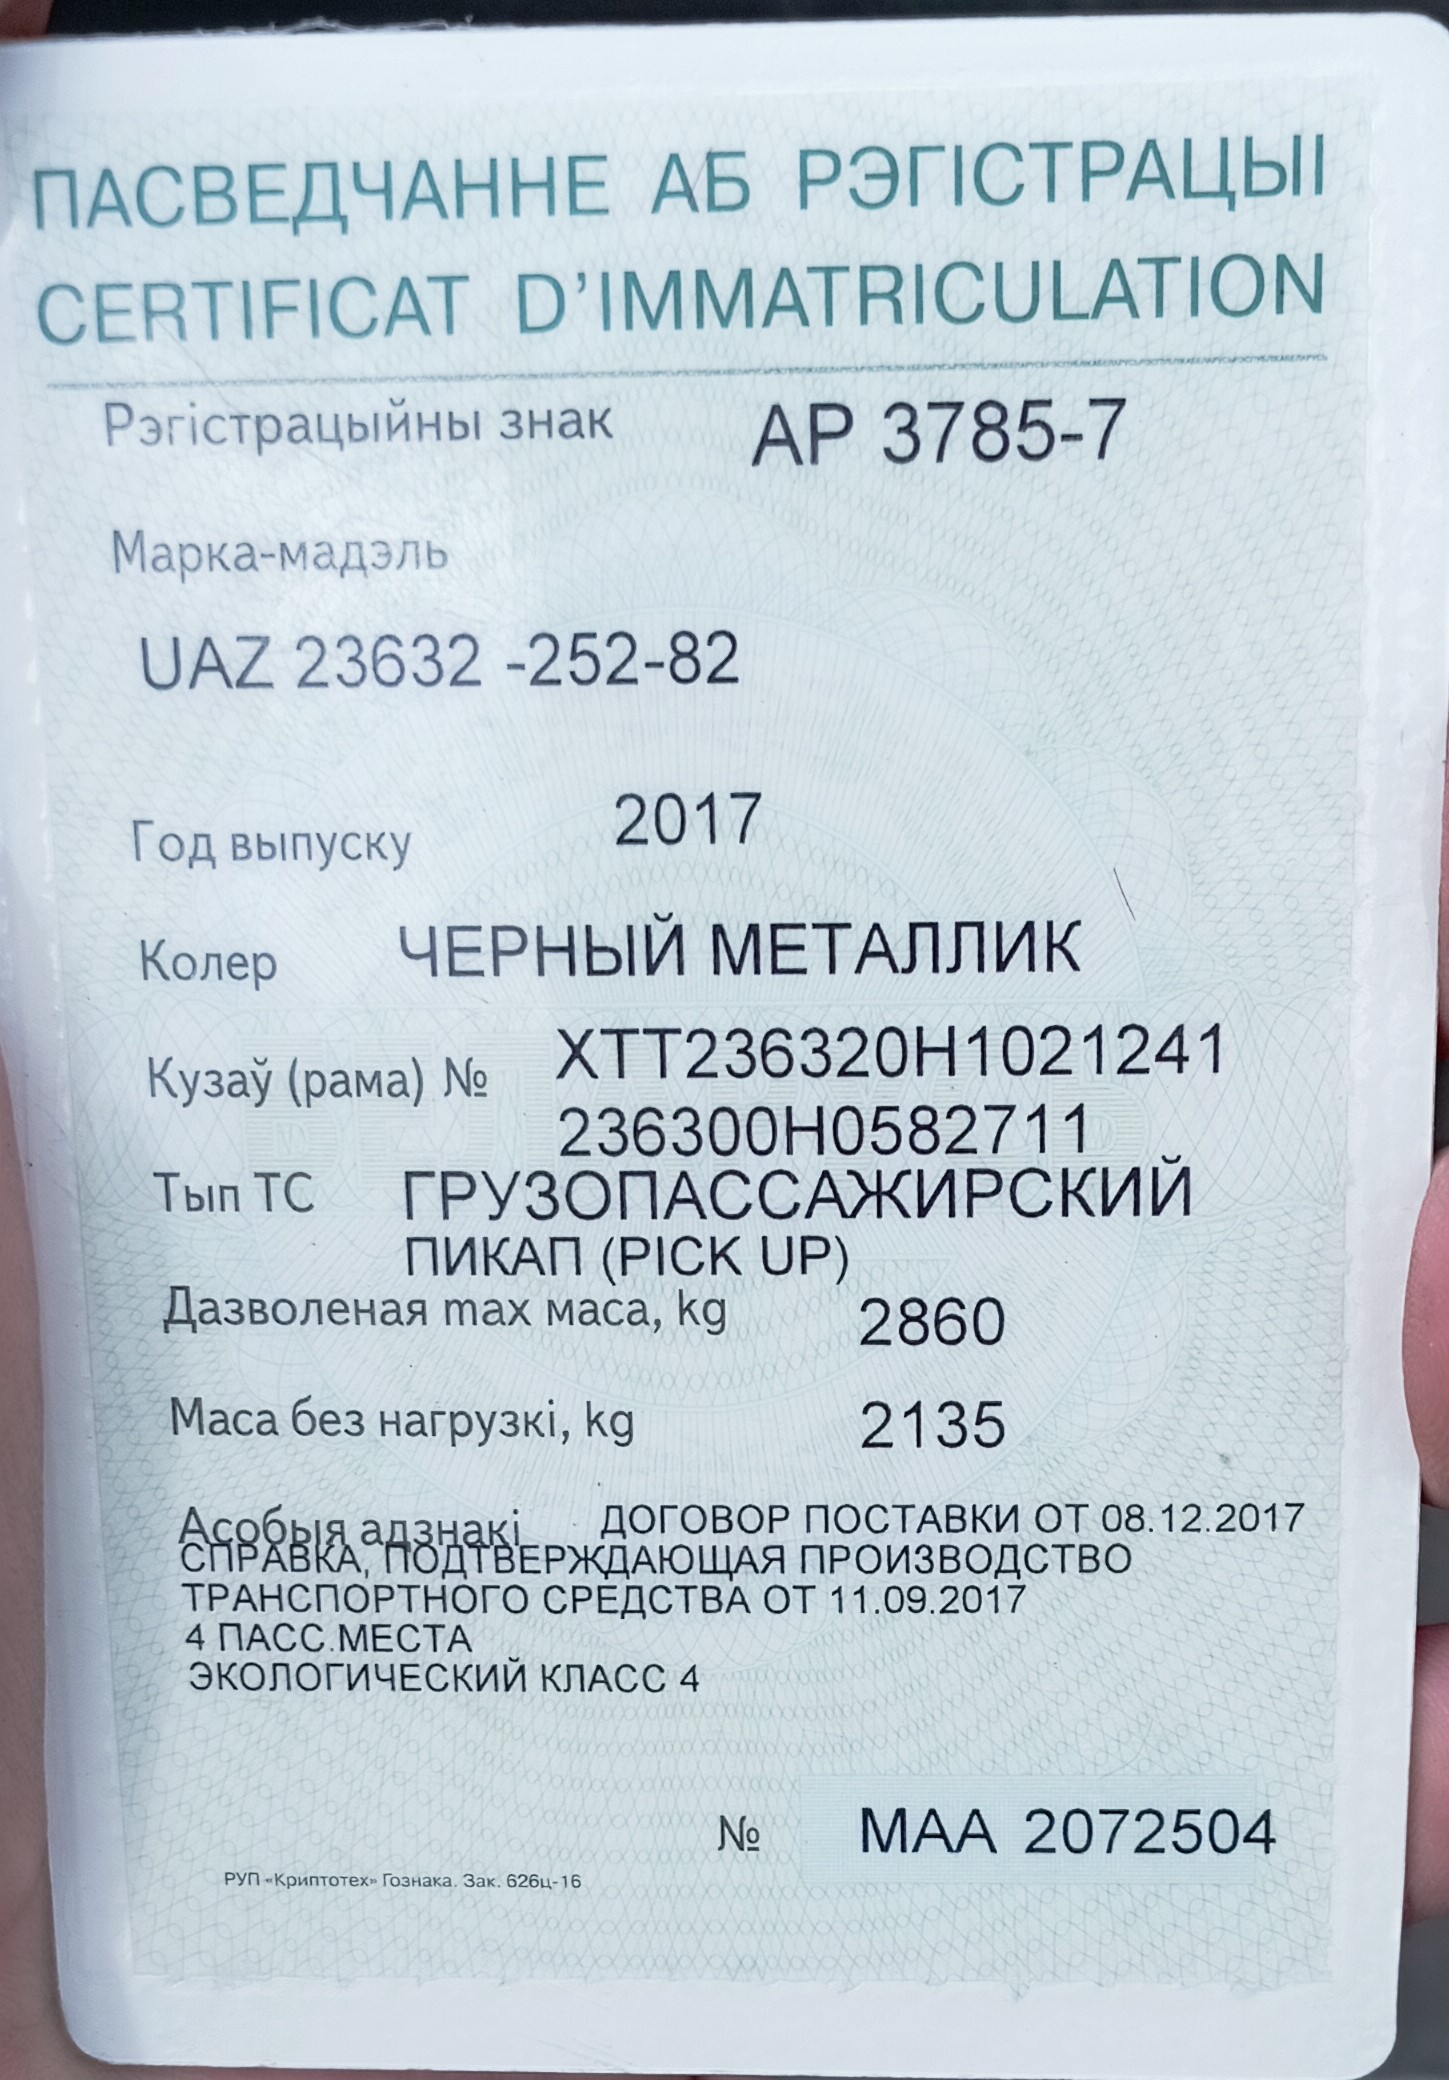 ПАСВЕДЧАННЕ АБ РЭГІСТРАЦЫІ
CERTIFICAT D'IMMATRICULATION
Рэгістрацыйны знак АР 3785-7
Марка-мадэль
UAZ 23632 -252-82
Год выпуску 2017
Колер ЧЕРНЫЙ МЕТАЛЛИК
Кузаў (рама) № XTT236320H1021241
236300H0582711
Тып ТС ГРУЗОПАССАЖИРСКИЙ
ПИКАП (PICK UP)
Дазволеная max маса, kg 2860
Маса без нагрузкі, kg 2135
Асобыя адзнакі ДОГОВОР ПОСТАВКИ ОТ 08.12.2017
СПРАВКА, ПОДТВЕРЖДАЮЩАЯ ПРОИЗВОДСТВО
ТРАНСПОРТНОГО СРЕДСТВА ОТ 11.09.2017
4 ПАСС.МЕСТА
ЭКОЛОГИЧЕСКИЙ КЛАСС 4
№ МАА 2072504
РУП «Криптотех» Гознака. Зак. 626ц-16